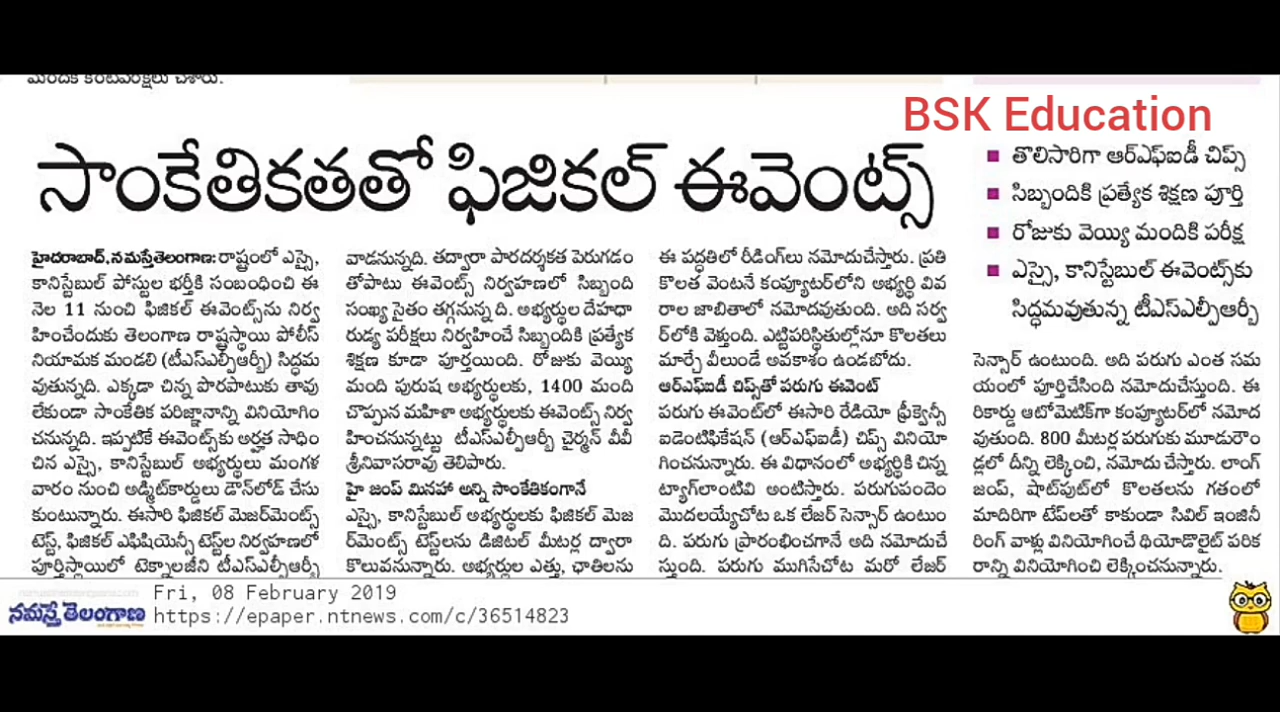 మందికి కంటిపరీక్షలు చేశారు.
BSK Education
సాంకేతికతతో ఫిజికల్ ఈవెంట్స్
■ తొలిసారిగా ఆర్ఎఫ్ఐడీ చిప్స్
■ సిబ్బందికి ప్రత్యేక శిక్షణ పూర్తి
■ రోజుకు వెయ్యి మందికి పరీక్ష
■ ఎస్సై, కానిస్టేబుల్ ఈవెంట్స్‌కు
సిద్ధమవుతున్న టీఎస్ఎల్పీఆర్బీ
హైదరాబాద్, నమస్తేతెలంగాణ: రాష్ట్రంలో ఎస్సై,
కానిస్టేబుల్ పోస్టుల భర్తీకి సంబంధించి ఈ
నెల 11 నుంచి ఫిజికల్ ఈవెంట్స్‌ను నిర్వ
హించేందుకు తెలంగాణ రాష్ట్రస్థాయి పోలీస్
నియామక మండలి (టీఎస్ఎల్పీఆర్బీ) సిద్ధమ
వుతున్నది. ఎక్కడా చిన్న పొరపాటుకు తావు
లేకుండా సాంకేతిక పరిజ్ఞానాన్ని వినియోగిం
చనున్నది. ఇప్పటికే ఈవెంట్స్‌కు అర్హత సాధిం
చిన ఎస్సై, కానిస్టేబుల్ అభ్యర్థులు మంగళ
వారం నుంచి అడ్మిట్‌కార్డులు డౌన్‌లోడ్ చేసు
కుంటున్నారు. ఈసారి ఫిజికల్ మెజర్‌మెంట్స్
టెస్ట్, ఫిజికల్ ఎఫిషియెన్సీ టెస్ట్‌ల నిర్వహణలో
పూర్తిస్థాయిలో టెక్నాలజీని టీఎస్ఎల్పీఆర్బీ
వాడనున్నది. తద్వారా పారదర్శకత పెరుగడం
తోపాటు ఈవెంట్స్ నిర్వహణలో సిబ్బంది
సంఖ్య సైతం తగ్గనున్నది. అభ్యర్థుల దేహదా
రుఢ్య పరీక్షలు నిర్వహించే సిబ్బందికి ప్రత్యేక
శిక్షణ కూడా పూర్తయింది. రోజుకు వెయ్యి
మంది పురుష అభ్యర్థులకు, 1400 మంది
చొప్పున మహిళా అభ్యర్థులకు ఈవెంట్స్ నిర్వ
హించనున్నట్టు టీఎస్ఎల్పీఆర్బీ చైర్మన్ వీవీ
శ్రీనివాసరావు తెలిపారు.
హై జంప్ మినహా అన్ని సాంకేతికంగానే
ఎస్సై, కానిస్టేబుల్ అభ్యర్థులకు ఫిజికల్ మెజ
ర్‌మెంట్స్ టెస్ట్‌లను డిజిటల్ మీటర్ల ద్వారా
కొలువనున్నారు. అభ్యర్థుల ఎత్తు, ఛాతీలను
ఈ పద్ధతిలో రీడింగ్‌లు నమోదుచేస్తారు. ప్రతి
కొలత వెంటనే కంప్యూటర్‌లోని అభ్యర్థి వివ
రాల జాబితాలో నమోదవుతుంది. అది సర్వ
ర్‌లోకి వెళ్తుంది. ఎట్టిపరిస్థితుల్లోనూ కొలతలు
మార్చే వీలుండే అవకాశం ఉండబోదు.
ఆర్ఎఫ్ఐడీ చిప్స్‌తో పరుగు ఈవెంట్
పరుగు ఈవెంట్‌లో ఈసారి రేడియో ఫ్రీక్వెన్సీ
ఐడెంటిఫికేషన్ (ఆర్ఎఫ్ఐడీ) చిప్స్ వినియో
గించనున్నారు. ఈ విధానంలో అభ్యర్థికి చిన్న
ట్యాగ్‌లాంటివి అంటిస్తారు. పరుగుపందెం
మొదలయ్యేచోట ఒక లేజర్ సెన్సార్ ఉంటుం
ది. పరుగు ప్రారంభించగానే అది నమోదుచే
స్తుంది. పరుగు ముగిసేచోట మరో లేజర్
సెన్సార్ ఉంటుంది. అది పరుగు ఎంత సమ
యంలో పూర్తిచేసింది నమోదుచేస్తుంది. ఈ
రికార్డు ఆటోమెటిక్‌గా కంప్యూటర్‌లో నమోద
వుతుంది. 800 మీటర్ల పరుగుకు మూడురౌం
డ్లలో దీన్ని లెక్కించి, నమోదు చేస్తారు. లాంగ్
జంప్, షాట్‌పుట్‌లో కొలతలను గతంలో
మాదిరిగా టేప్‌లతో కాకుండా సివిల్ ఇంజినీ
రింగ్ వాళ్లు వినియోగించే థియోడొలైట్ పరిక
రాన్ని వినియోగించి లెక్కించనున్నారు.
నమస్తే తెలంగాణ
Fri, 08 February 2019
https://epaper.ntnews.com/c/36514823